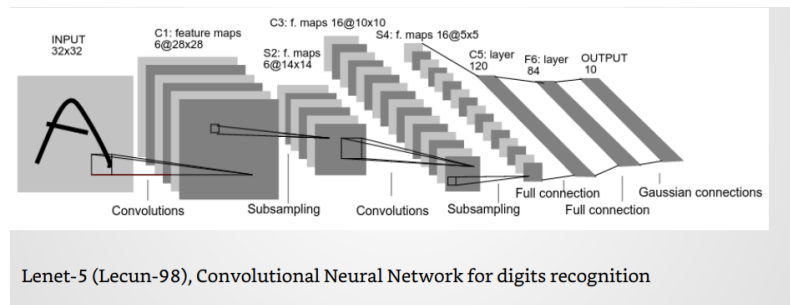 INPUT
32x32
C1: feature maps
6@28x28
S2: f. maps
6@14x14
C3: f. maps 16@10x10
S4: f. maps 16@5x5
C5: layer
120
F6: layer
84
OUTPUT
10
Convolutions
Subsampling
Convolutions
Subsampling
Full connection
Full connection
Gaussian connections
Lenet-5 (Lecun-98), Convolutional Neural Network for digits recognition